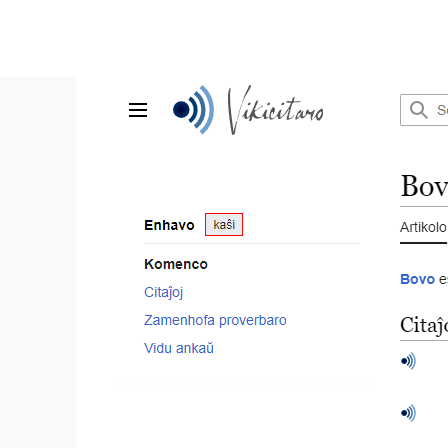 Vikicitaro
Enhavo kaŝi
Komenco
Citaĵoj
Zamenhofa proverbaro
Vidu ankaŭ
Bov
Artikolo
Bovo
Citaĵ